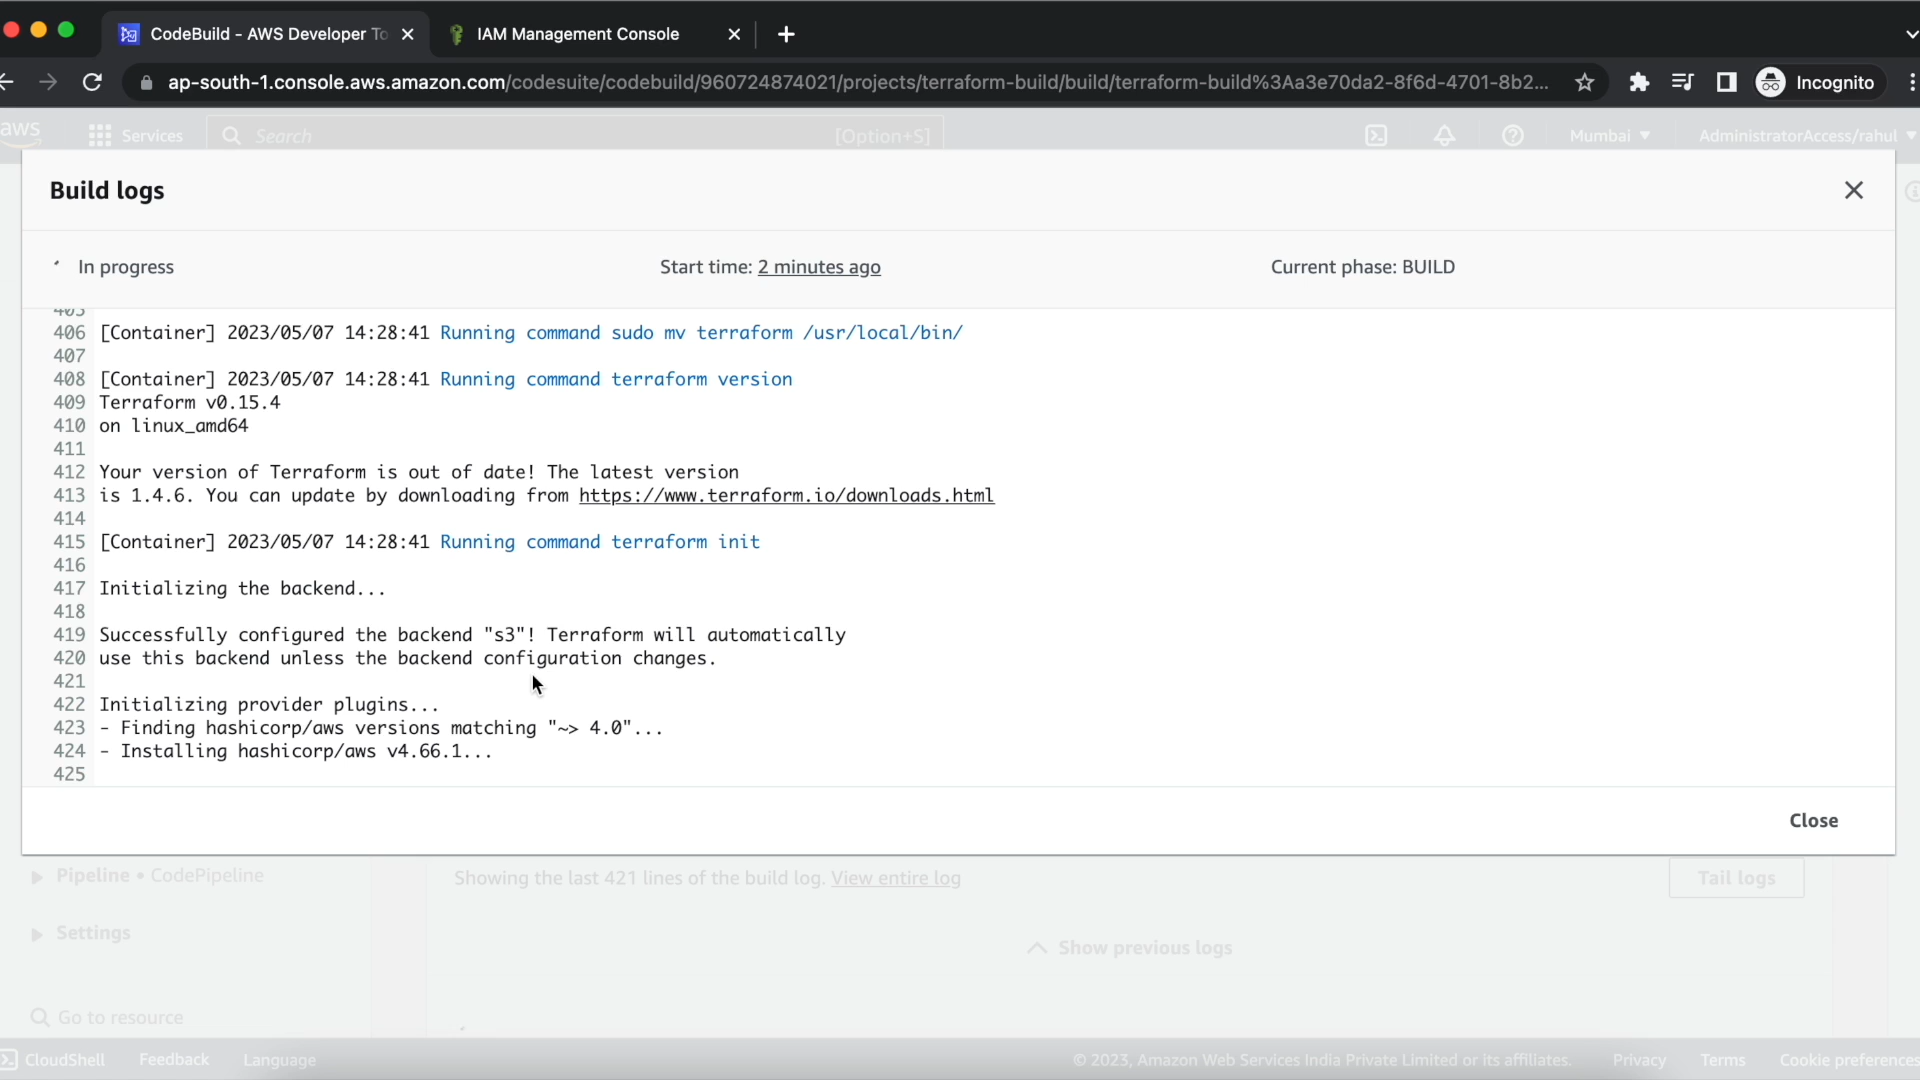 CodeBuild - AWS Developer To
IAM Management Console
ap-south-1.console.aws.amazon.com/codesuite/codebuild/960724874021/projects/terraform-build/build/terraform-build%3Aa3e70da2-8f6d-4701-8b2...
Incognito
aws
Services
Search
[Option+S]
Mumbai
AdministratorAccess/rahul
Build logs
In progress
Start time: 2 minutes ago
Current phase: BUILD
405
406 [Container] 2023/05/07 14:28:41 Running command sudo mv terraform /usr/local/bin/
407
408 [Container] 2023/05/07 14:28:41 Running command terraform version
409 Terraform v0.15.4
410 on linux_amd64
411
412 Your version of Terraform is out of date! The latest version
413 is 1.4.6. You can update by downloading from https://www.terraform.io/downloads.html
414
415 [Container] 2023/05/07 14:28:41 Running command terraform init
416
417 Initializing the backend...
418
419 Successfully configured the backend "s3"! Terraform will automatically
420 use this backend unless the backend configuration changes.
421
422 Initializing provider plugins...
423 - Finding hashicorp/aws versions matching "~> 4.0"...
424 - Installing hashicorp/aws v4.66.1...
425
Close
Pipeline • CodePipeline
Showing the last 421 lines of the build log. View entire log
Tail logs
Settings
Show previous logs
Go to resource
CloudShell
Feedback
Language
© 2023, Amazon Web Services India Private Limited or its affiliates.
Privacy
Terms
Cookie preferences